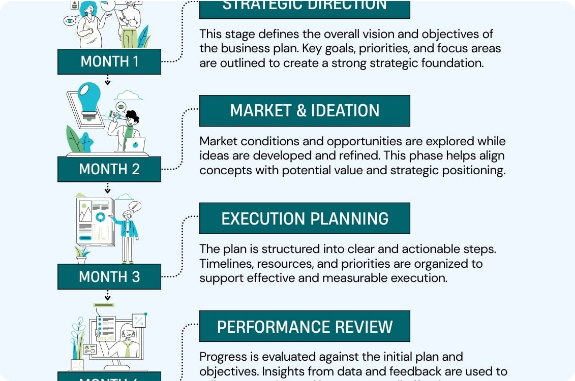 STRATEGIC DIRECTION
This stage defines the overall vision and objectives of
the business plan. Key goals, priorities, and focus areas
are outlined to create a strong strategic foundation.
MONTH 1
MARKET & IDEATION
Market conditions and opportunities are explored while
ideas are developed and refined. This phase helps align
concepts with potential value and strategic positioning.
MONTH 2
EXECUTION PLANNING
The plan is structured into clear and actionable steps.
Timelines, resources, and priorities are organized to
support effective and measurable execution.
MONTH 3
PERFORMANCE REVIEW
Progress is evaluated against the initial plan and
objectives. Insights from data and feedback are used to